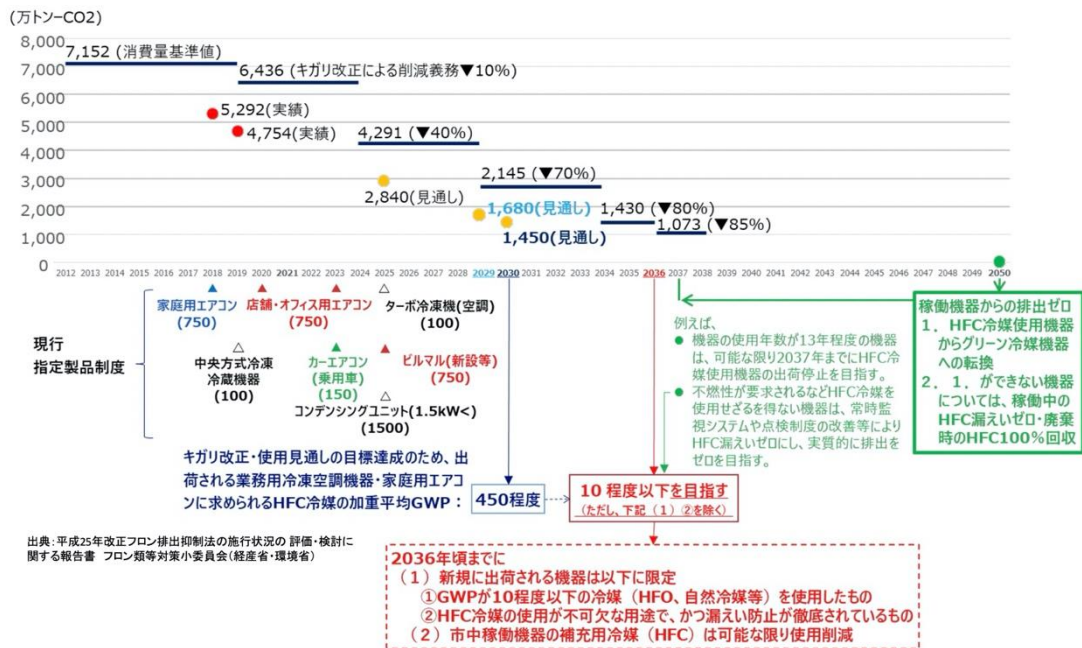 (万トン-CO2)
8,000
7,152 (消費量基準値)
7,000
6,436 (キガリ改正による削減義務▼10%)
6,000
5,292(実績)
5,000
4,754(実績)
4,291 (▼40%)
4,000
3,000
2,145 (▼70%)
2,840(見通し)
2,000
1,680(見通し)
1,430 (▼80%)
1,450(見通し)
1,073 (▼85%)
1,000
0
2012 2013 2014 2015 2016 2017 2018 2019 2020 2021 2022 2023 2024 2025 2026 2027 2028 2029 2030 2031 2032 2033 2034 2035 2036 2037 2038 2039 2040 2041 2042 2043 2044 2045 2046 2047 2048 2049 2050
現行
指定製品制度
家庭用エアコン
(750)
店舗・オフィス用エアコン
(750)
ターボ冷凍機(空調)
(100)
中央方式冷凍
冷蔵機器
(100)
カーエアコン
(乗用車)
(150)
ビルマル(新設等)
(750)
コンデンシングユニット(1.5kW<)
(1500)
例えば、
● 機器の使用年数が13年程度の機器
は、可能な限り2037年までにHFC冷
媒使用機器の出荷停止を目指す。
● 不燃性が要求されるなどHFC冷媒を
使用せざるを得ない機器は、常時監
視システムや点検制度の改善等により
HFC漏えいゼロにし、実質的に排出を
ゼロを目指す。
稼働機器からの排出ゼロ
1．HFC冷媒使用機器
からグリーン冷媒機器
への転換
2．1．ができない機器
については、稼働中の
HFC漏えいゼロ・廃棄
時のHFC100%回収
キガリ改正・使用見通しの目標達成のため、出
荷される業務用冷凍空調機器・家庭用エアコ
ンに求められるHFC冷媒の加重平均GWP：
450程度
10 程度以下を目指す
(ただし、下記（1）②を除く)
出典：平成25年改正フロン排出抑制法の施行状況の 評価・検討に
関する報告書 フロン類等対策小委員会（経産省・環境省）
2036年頃までに
（1）新規に出荷される機器は以下に限定
①GWPが10程度以下の冷媒（HFO、自然冷媒等）を使用したもの
②HFC冷媒の使用が不可欠な用途で、かつ漏えい防止が徹底されているもの
（2）市中稼働機器の補充用冷媒（HFC）は可能な限り使用削減